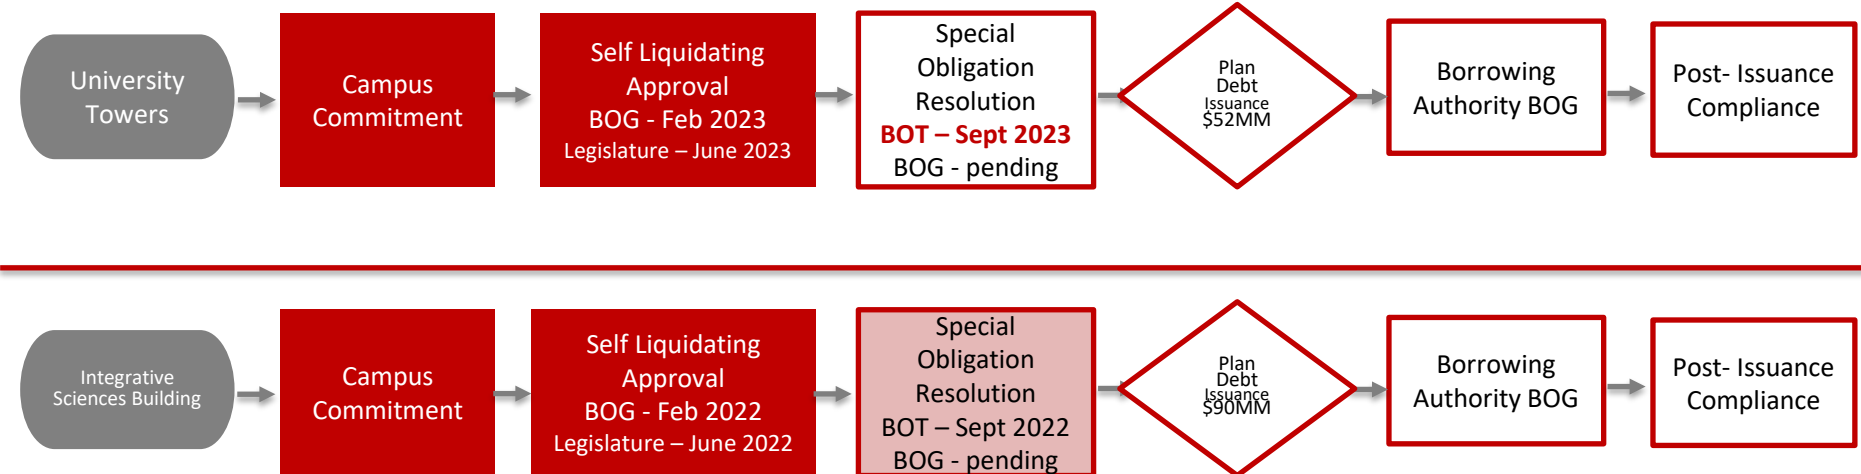 University
Towers
Campus
Commitment
Self Liquidating
Approval
BOG - Feb 2023
Legislature – June 2023
Special
Obligation
Resolution
BOT – Sept 2023
BOG - pending
Plan
Debt
Issuance
$52MM
Borrowing
Authority BOG
Post- Issuance
Compliance
Integrative
Sciences Building
Campus
Commitment
Self Liquidating
Approval
BOG - Feb 2022
Legislature – June 2022
Special
Obligation
Resolution
BOT – Sept 2022
BOG - pending
Plan
Debt
Issuance
$90MM
Borrowing
Authority BOG
Post- Issuance
Compliance